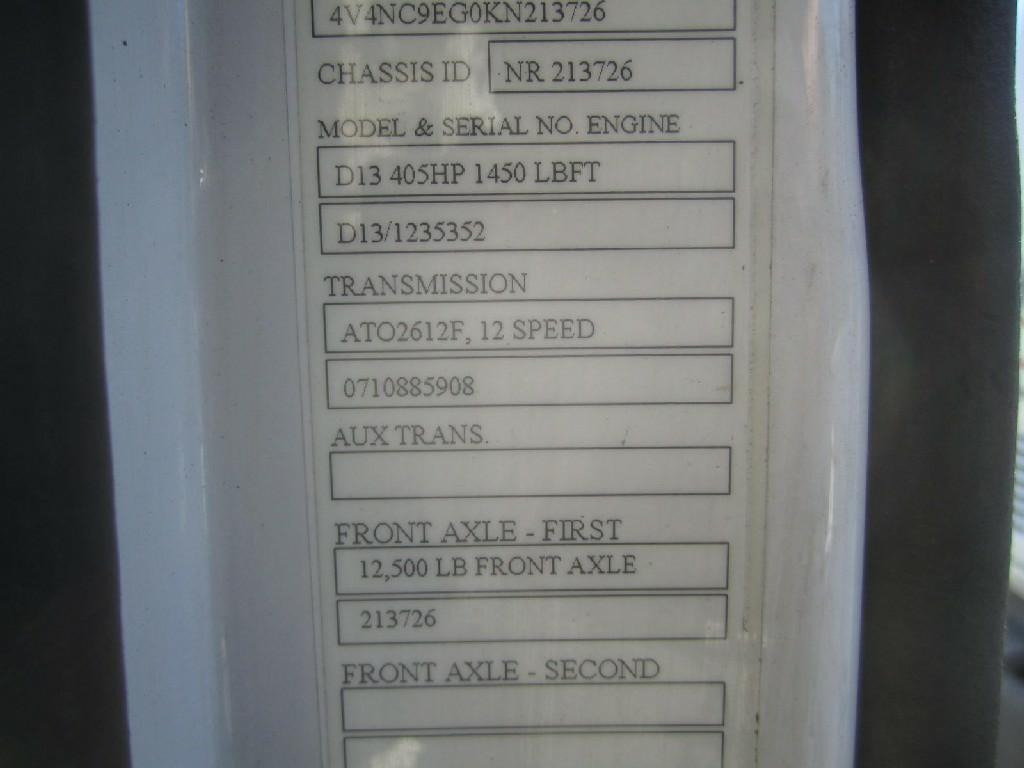 4V4NC9EG0KN213726
CHASSIS ID NR 213726
MODEL & SERIAL NO. ENGINE
D13 405HP 1450 LBFT
D13/1235352
TRANSMISSION
ATO2612F, 12 SPEED
0710885908
AUX TRANS.
FRONT AXLE - FIRST
12,500 LB FRONT AXLE
213726
FRONT AXLE - SECOND